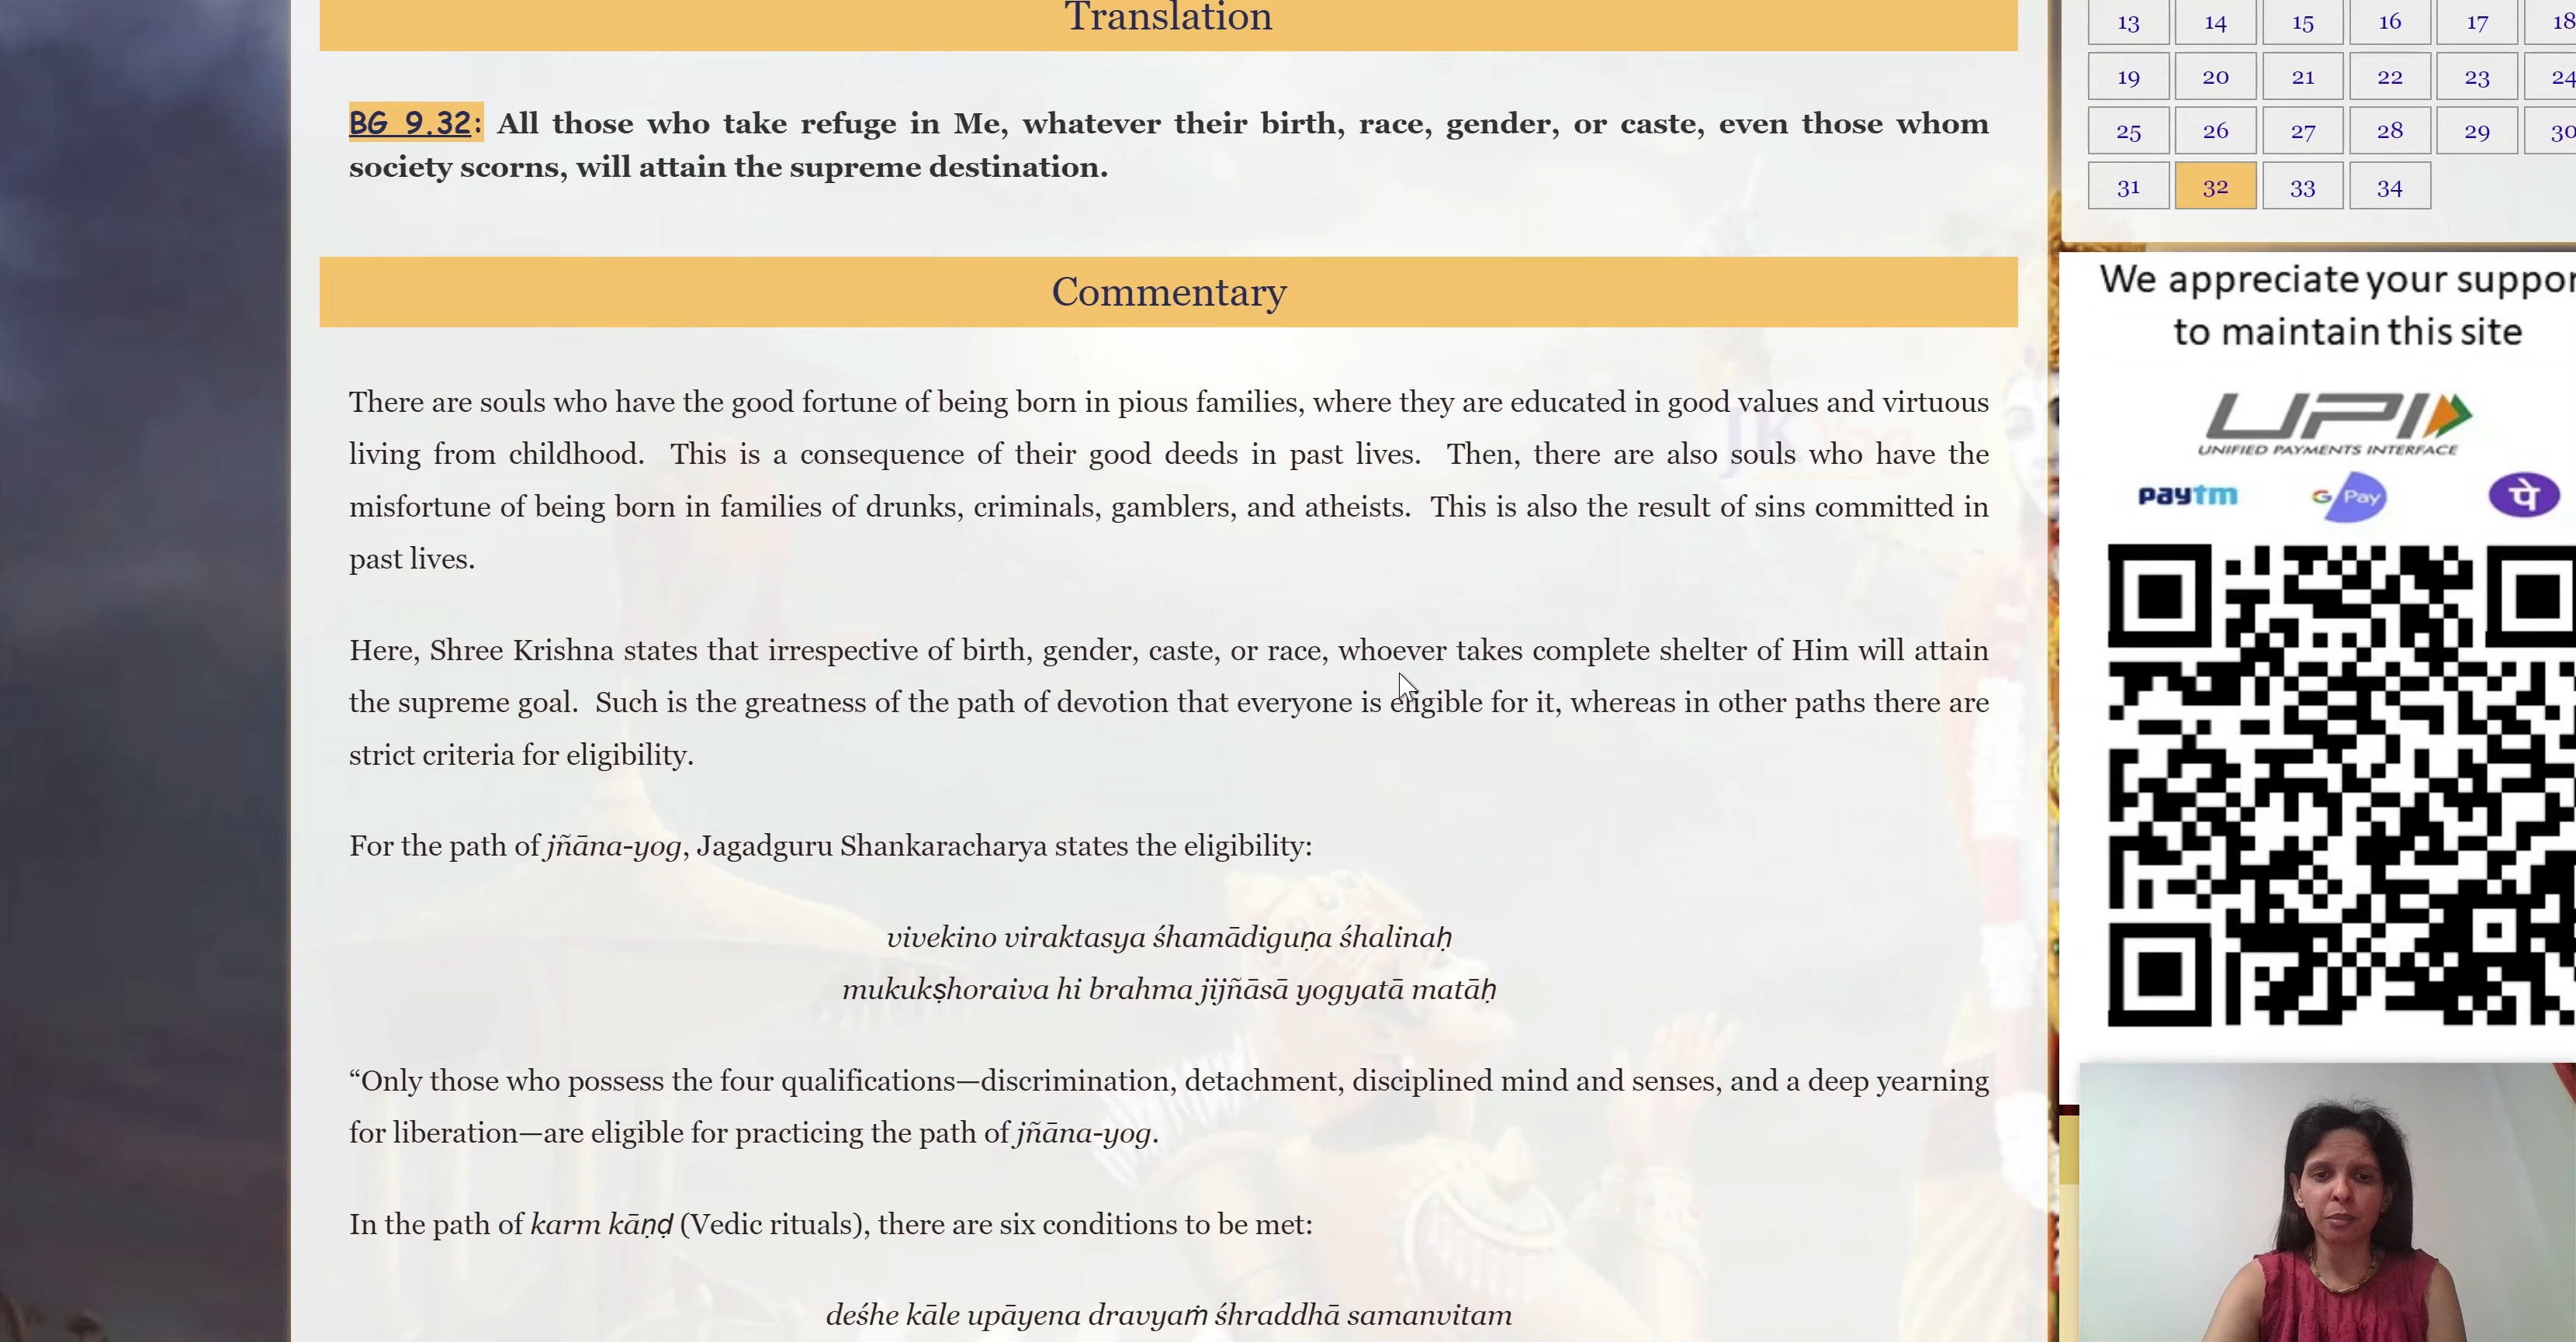 Translation
BG 9.32: All those who take refuge in Me, whatever their birth, race, gender, or caste, even those whom
society scorns, will attain the supreme destination.
Commentary
There are souls who have the good fortune of being born in pious families, where they are educated in good values and virtuous
living from childhood. This is a consequence of their good deeds in past lives. Then, there are also souls who have the
misfortune of being born in families of drunks, criminals, gamblers, and atheists. This is also the result of sins committed in
past lives.
Here, Shree Krishna states that irrespective of birth, gender, caste, or race, whoever takes complete shelter of Him will attain
the supreme goal. Such is the greatness of the path of devotion that everyone is eligible for it, whereas in other paths there are
strict criteria for eligibility.
For the path of jñāna-yog, Jagadguru Shankaracharya states the eligibility:
vivekino viraktasya śhamādiguṇa śhalinaḥ
mukukṣhoraiva hi brahma jijñāsā yogyatā matāḥ
“Only those who possess the four qualifications—discrimination, detachment, disciplined mind and senses, and a deep yearning
for liberation—are eligible for practicing the path of jñāna-yog.
In the path of karm kāṇḍ (Vedic rituals), there are six conditions to be met:
deśhe kāle upāyena dravyaṁ śhraddhā samanvitam
13 14 15 16 17 18
19 20 21 22 23 24
25 26 27 28 29 30
31 32 33 34
We appreciate your suppor
to maintain this site
UPI
UNIFIED PAYMENTS INTERFACE
paytm G Pay पे